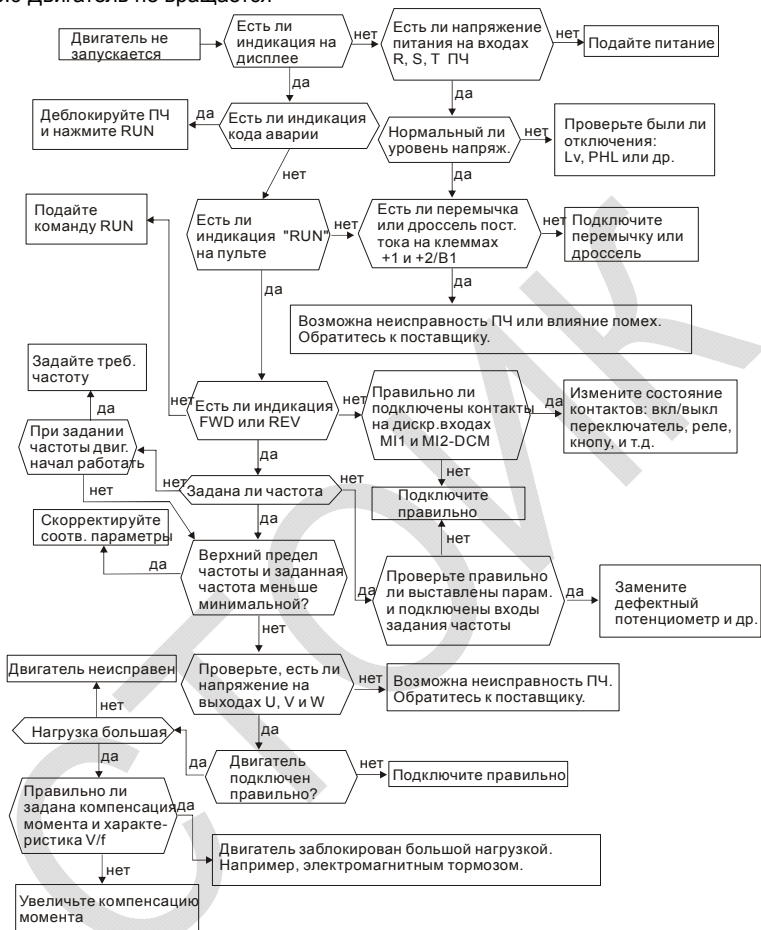 Двигатель не вращается
Двигатель не
запускается
Есть ли
индикация на
дисплее
нет
Есть ли напряжение
питания на входах
R, S, T ПЧ
нет
Подайте питание
да
да
Деблокируйте ПЧ
и нажмите RUN
да
Есть ли индикация
кода аварии
Нормальный ли
уровень напряж.
нет
Проверьте были ли
отключения:
Lv, PHL или др.
нет
да
Подайте
команду RUN
Есть ли
индикация "RUN"
на пульте
нет
Есть ли перемычка
или дроссель пост.
тока на клеммах
+1 и +2/B1
нет
Подключите
перемычку или
дроссель
да
да
Возможна неисправность ПЧ или влияние помех.
Обратитесь к поставщику.
Задайте треб.
частоту
да
нет
Есть ли индикация
FWD или REV
нет
Правильно ли
подключены контакты
на дискр.входах
MI1 и MI2-DCM
да
Измените состояние
контактов: вкл/выкл
переключатель, реле,
кнопу, и т.д.
При задании
частоты двиг.
начал работать
да
нет
нет
Задана ли частота
нет
нет
Подключите
правильно
Скорректируйте
соотв. параметры
да
да
нет
Верхний предел
частоты и заданная
частота меньше
минимальной?
да
Проверьте правильно
ли выставлены парам.
и подключены входы
задания частоты
да
Замените
дефектный
потенциометр и др.
нет
Двигатель неисправен
Проверьте, есть ли
напряжение на
выходах U, V и W
нет
Возможна неисправность ПЧ.
Обратитесь к поставщику.
нет
да
Нагрузка большая
да
Двигатель
подключен
правильно?
нет
Подключите правильно
да
Правильно ли
задана компенсация
момента и характе-
ристика V/f
да
Двигатель заблокирован большой нагрузкой.
Например, электромагнитным тормозом.
нет
Увеличьте компенсацию
момента
СТОИК